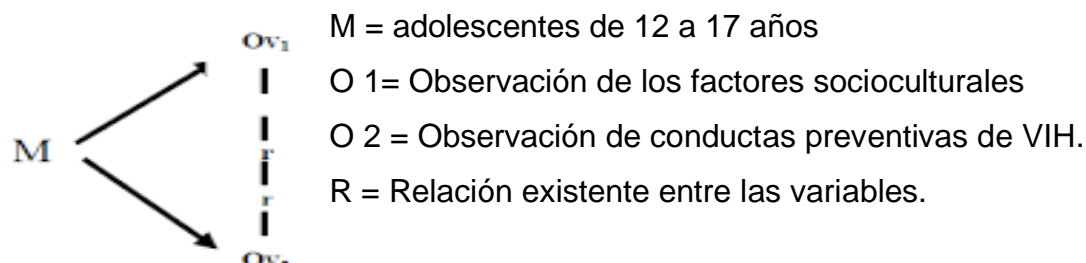 Ov₁
M = adolescentes de 12 a 17 años
O 1= Observación de los factores socioculturales
M
r
O 2 = Observación de conductas preventivas de VIH.
r
R = Relación existente entre las variables.